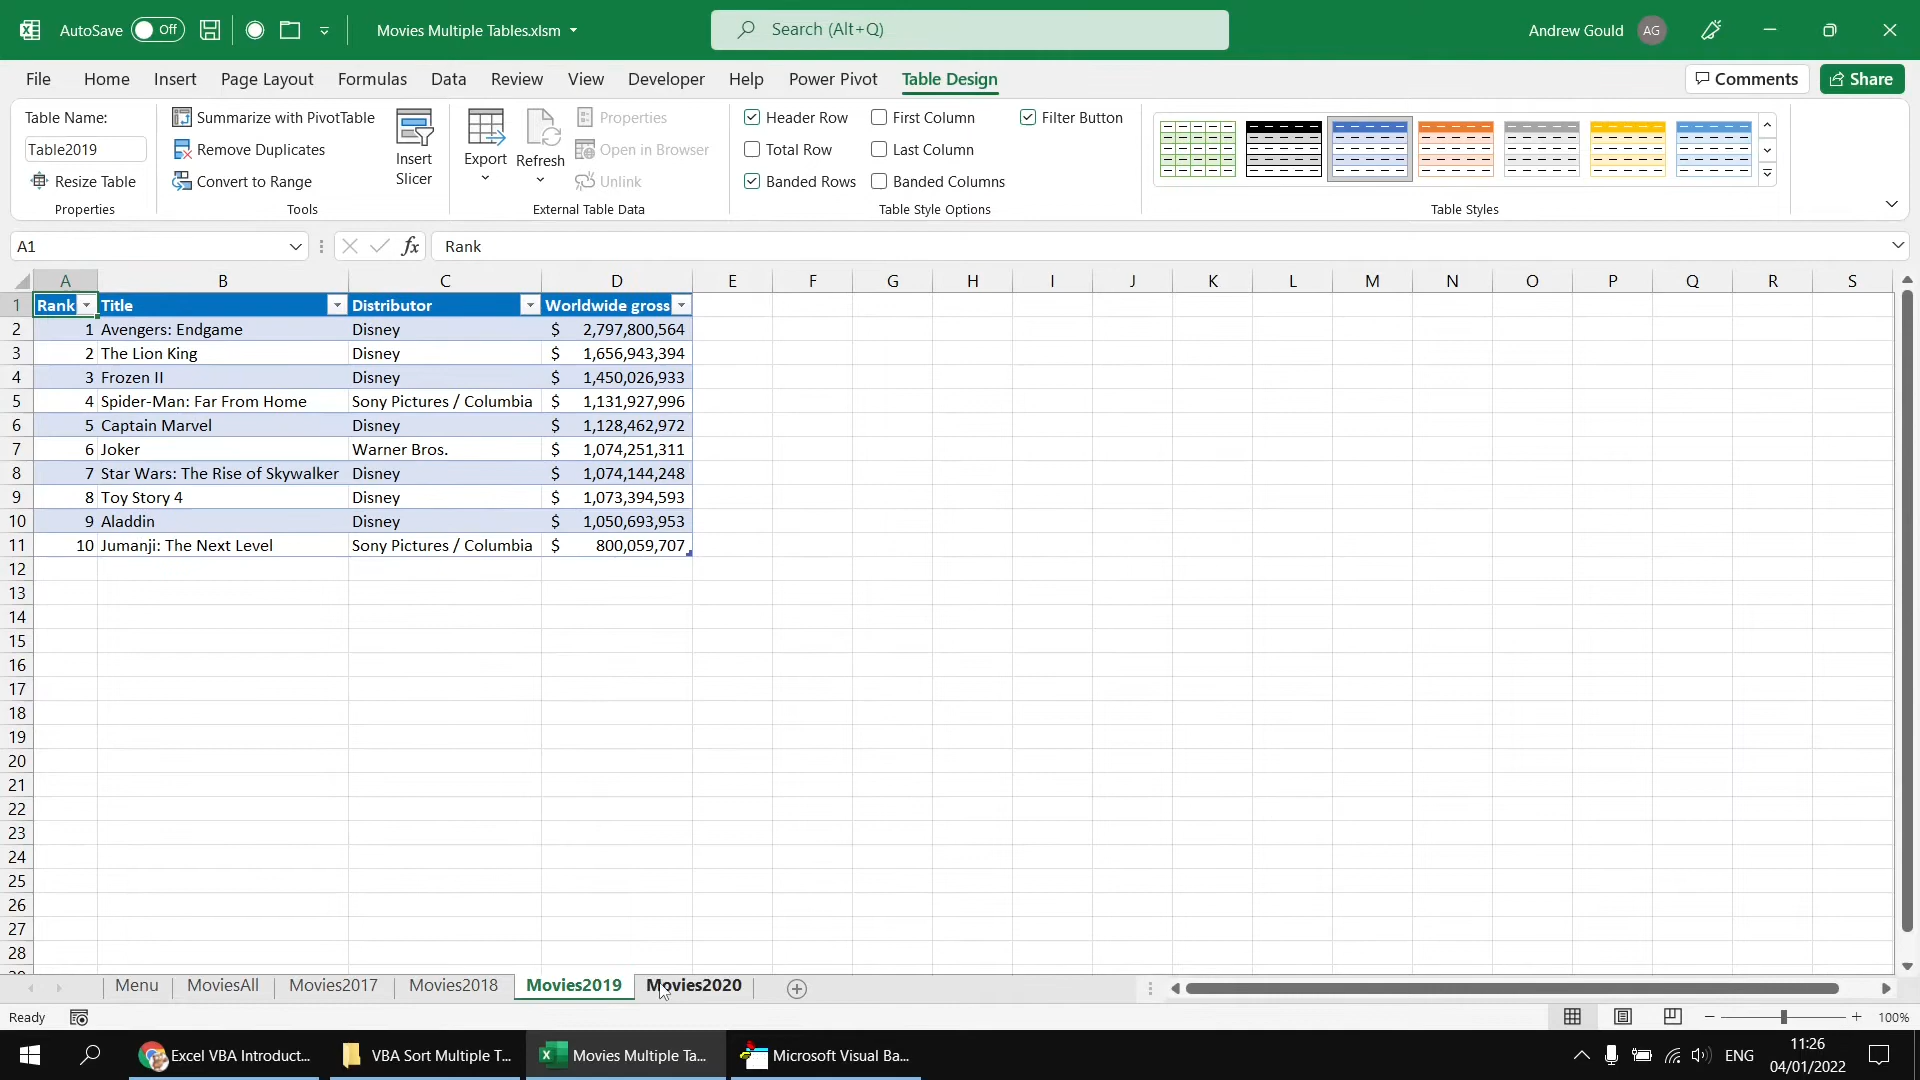 AutoSave Off Movies Multiple Tables.xlsm Search (Alt+Q) Andrew Gould AG
File Home Insert Page Layout Formulas Data Review View Developer Help Power Pivot Table Design Comments Share
Table Name:
Table2019
Resize Table
Properties
Summarize with PivotTable
Remove Duplicates
Convert to Range
Tools
Insert
Slicer
Export
Refresh
Properties
Open in Browser
Unlink
External Table Data
Header Row First Column Filter Button
Total Row Last Column
Banded Rows Banded Columns
Table Style Options
Table Styles
A1 fx Rank
A B C D E F G H I J K L M N O P Q R S
1 Rank Title Distributor Worldwide gross
2 1 Avengers: Endgame Disney $ 2,797,800,564
3 2 The Lion King Disney $ 1,656,943,394
4 3 Frozen II Disney $ 1,450,026,933
5 4 Spider-Man: Far From Home Sony Pictures / Columbia $ 1,131,927,996
6 5 Captain Marvel Disney $ 1,128,462,972
7 6 Joker Warner Bros. $ 1,074,251,311
8 7 Star Wars: The Rise of Skywalker Disney $ 1,074,144,248
9 8 Toy Story 4 Disney $ 1,073,394,593
10 9 Aladdin Disney $ 1,050,693,953
11 10 Jumanji: The Next Level Sony Pictures / Columbia $ 800,059,707
12
13
14
15
16
17
18
19
20
21
22
23
24
25
26
27
28
Menu MoviesAll Movies2017 Movies2018 Movies2019 Movies2020
Ready 100%
Excel VBA Introduct... VBA Sort Multiple T... Movies Multiple Ta... Microsoft Visual Ba... ENG 11:26
04/01/2022